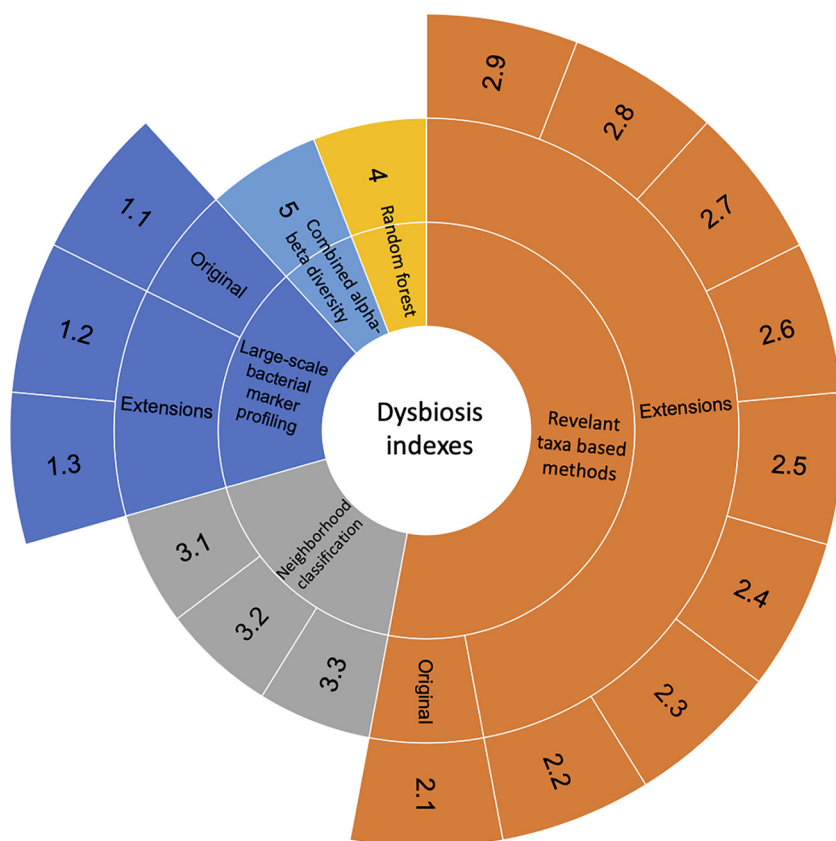 Dysbiosis
indexes
Large-scale
bacterial
marker
profiling
Original
Extensions
1.1
1.2
1.3
Revelant
taxa based
methods
Original
Extensions
2.1
2.2
2.3
2.4
2.5
2.6
2.7
2.8
2.9
Neighborhood
classification
3.1
3.2
3.3
Random forest
4
Combined alpha-
beta diversity
5